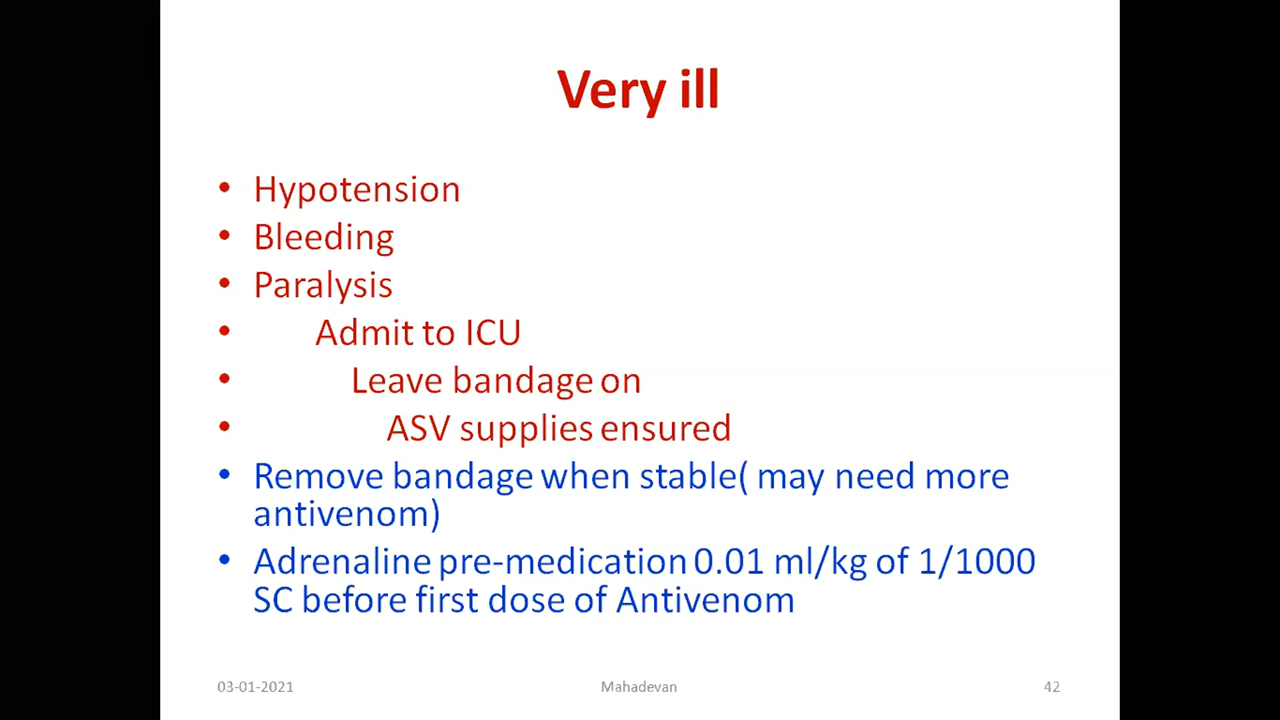 Very ill
• Hypotension
• Bleeding
• Paralysis
• Admit to ICU
• Leave bandage on
• ASV supplies ensured
• Remove bandage when stable( may need more
antivenom)
• Adrenaline pre-medication 0.01 ml/kg of 1/1000
SC before first dose of Antivenom
03-01-2021 Mahadevan 42